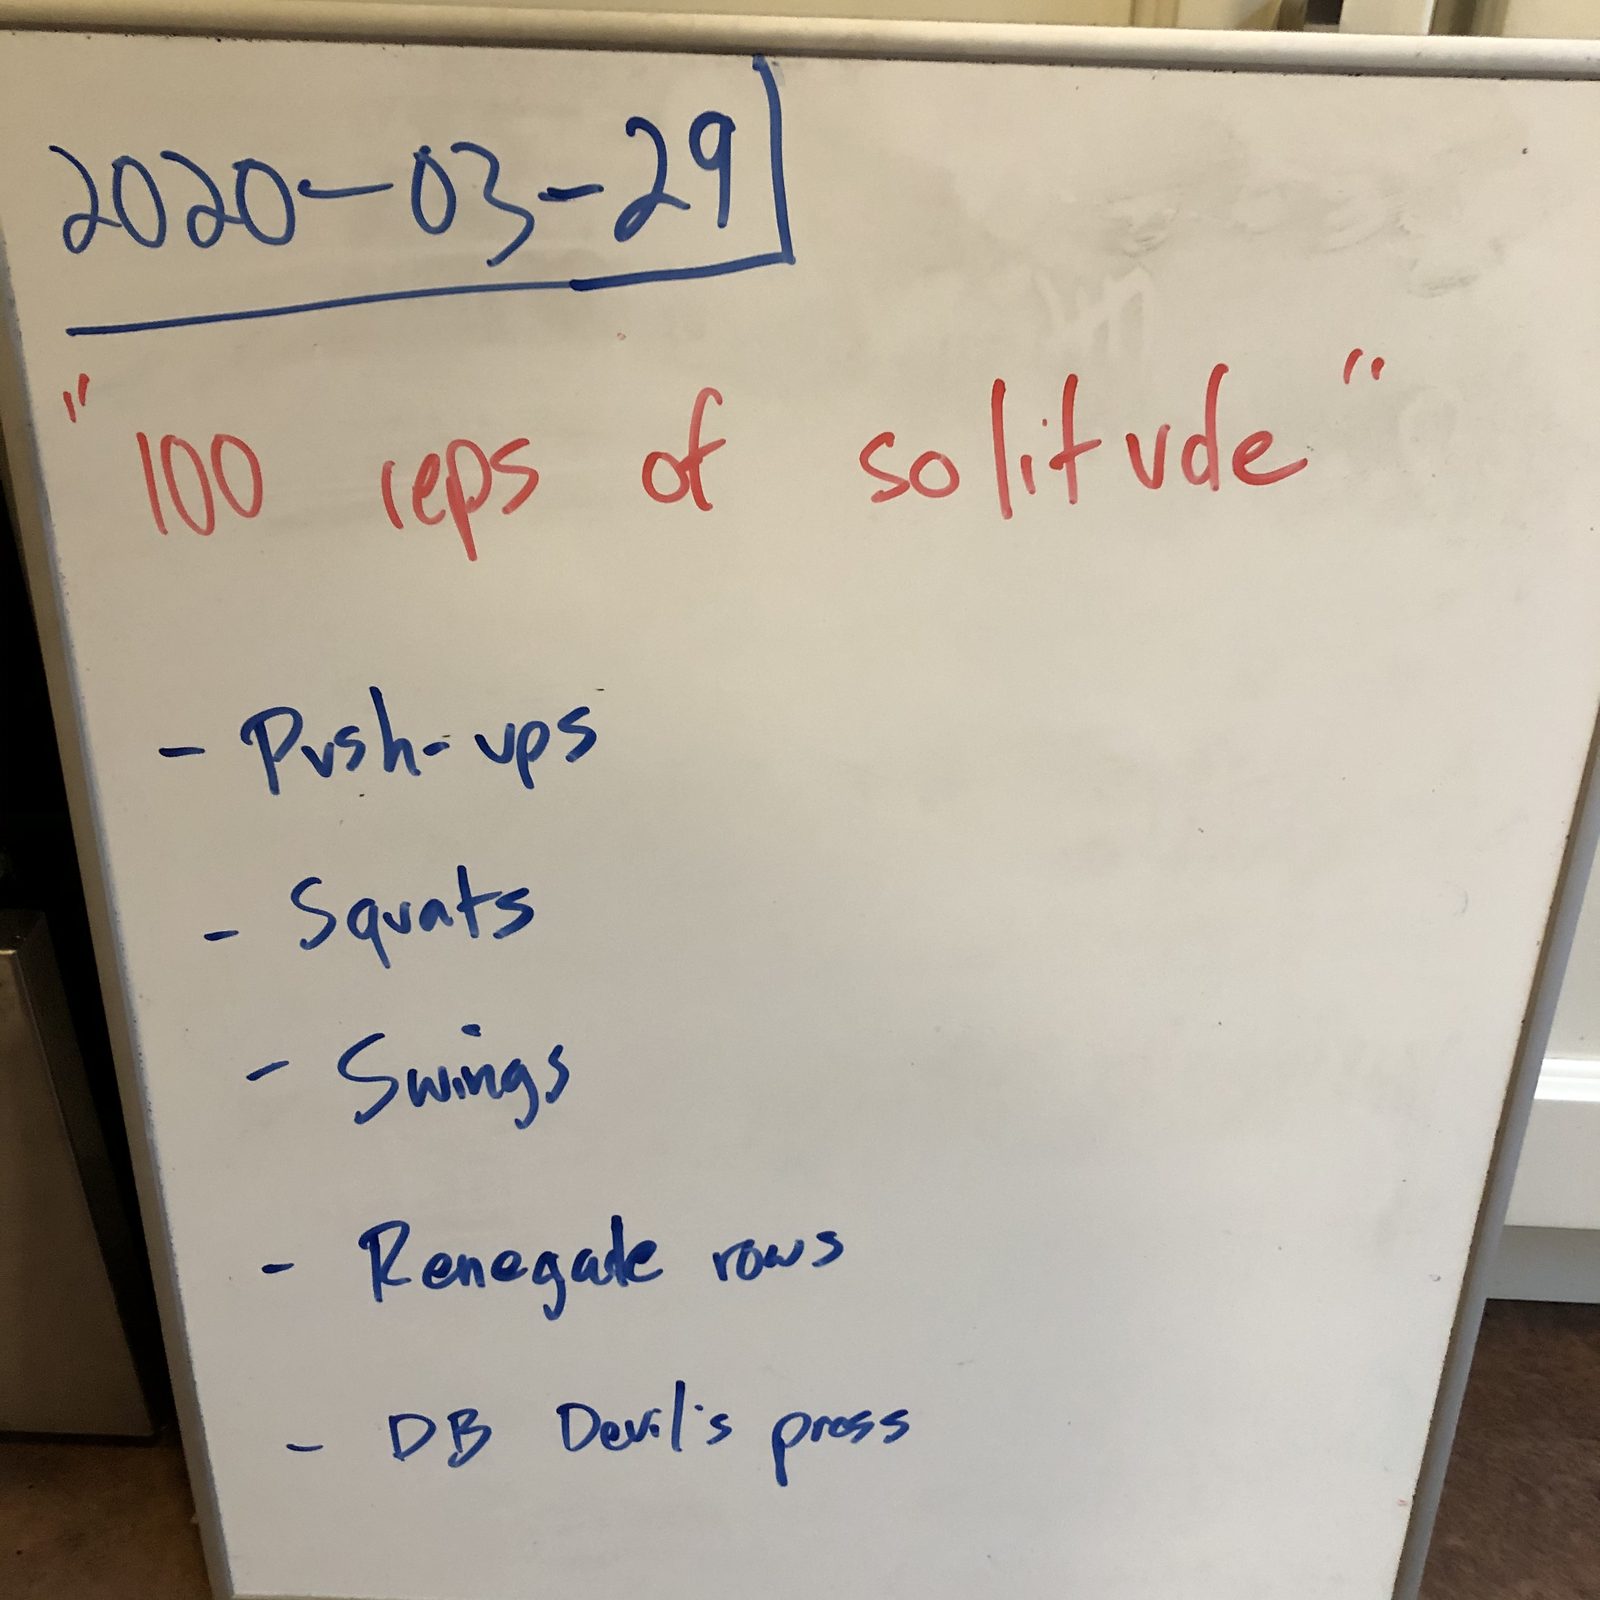 2020-03-29
"100 reps of solitude"
- Push-ups
- Squats
- Swings
- Renegade rows
- DB Devil's press